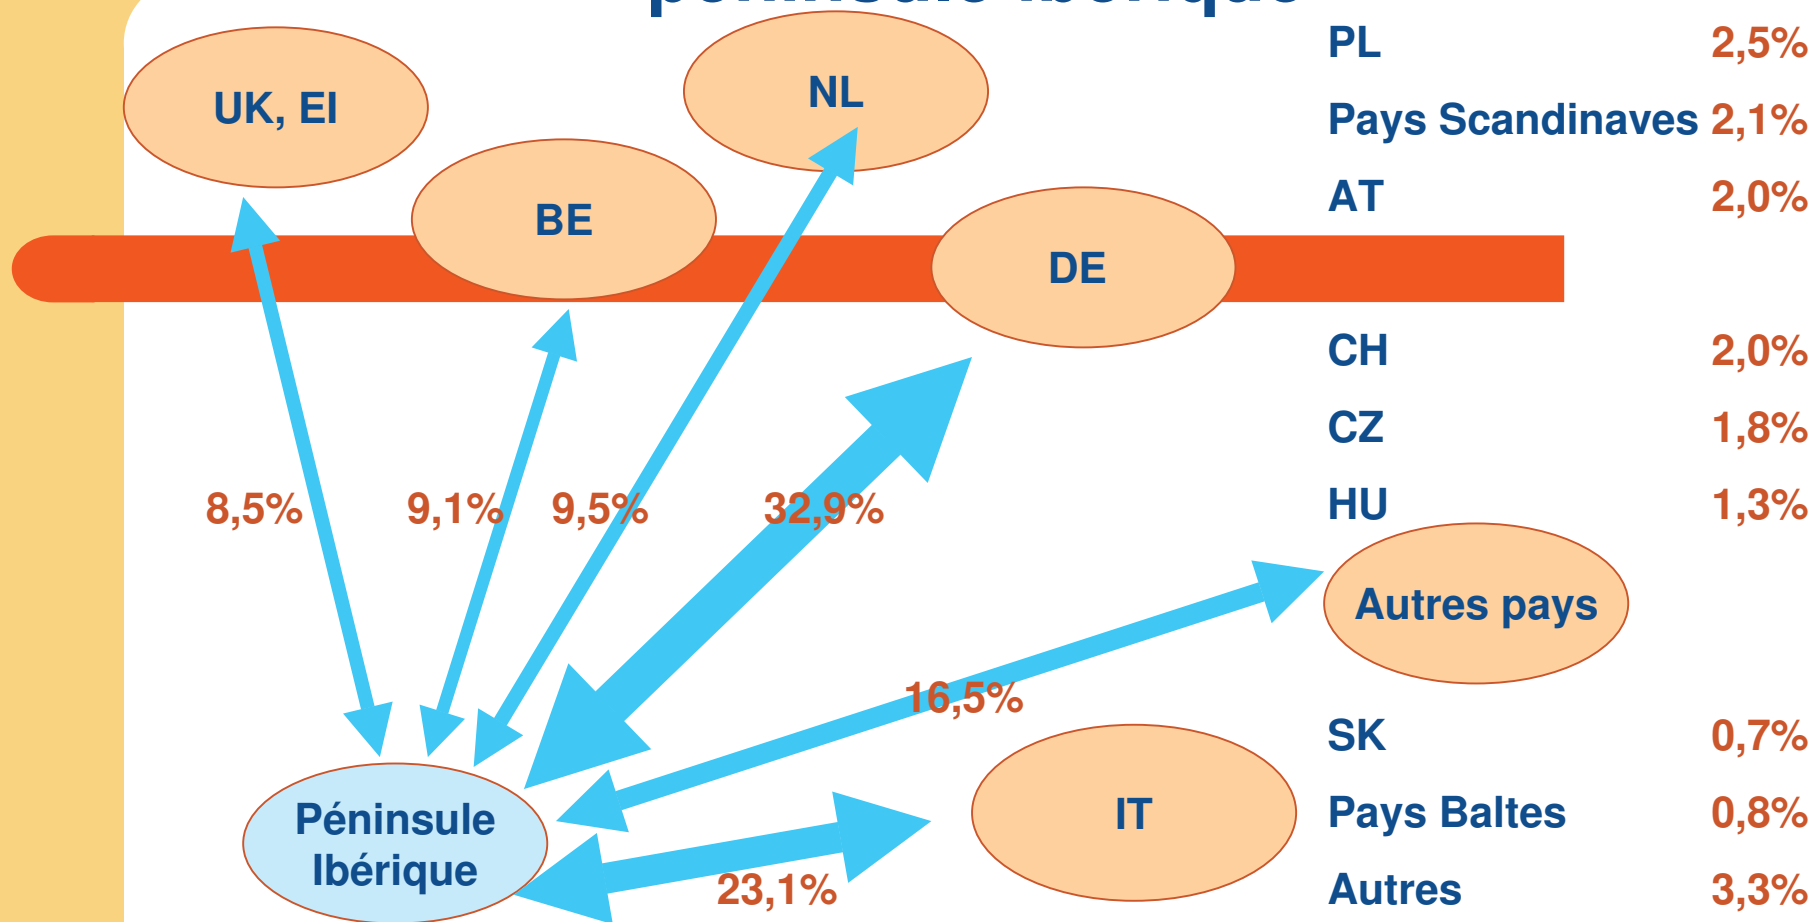 péninsule ibérique
UK, EI
NL
BE
DE
PL 2,5%
Pays Scandinaves 2,1%
AT 2,0%
CH 2,0%
CZ 1,8%
HU 1,3%
8,5%
9,1%
9,5%
32,9%
Autres pays
16,5%
Péninsule
Ibérique
23,1%
IT
SK 0,7%
Pays Baltes 0,8%
Autres 3,3%